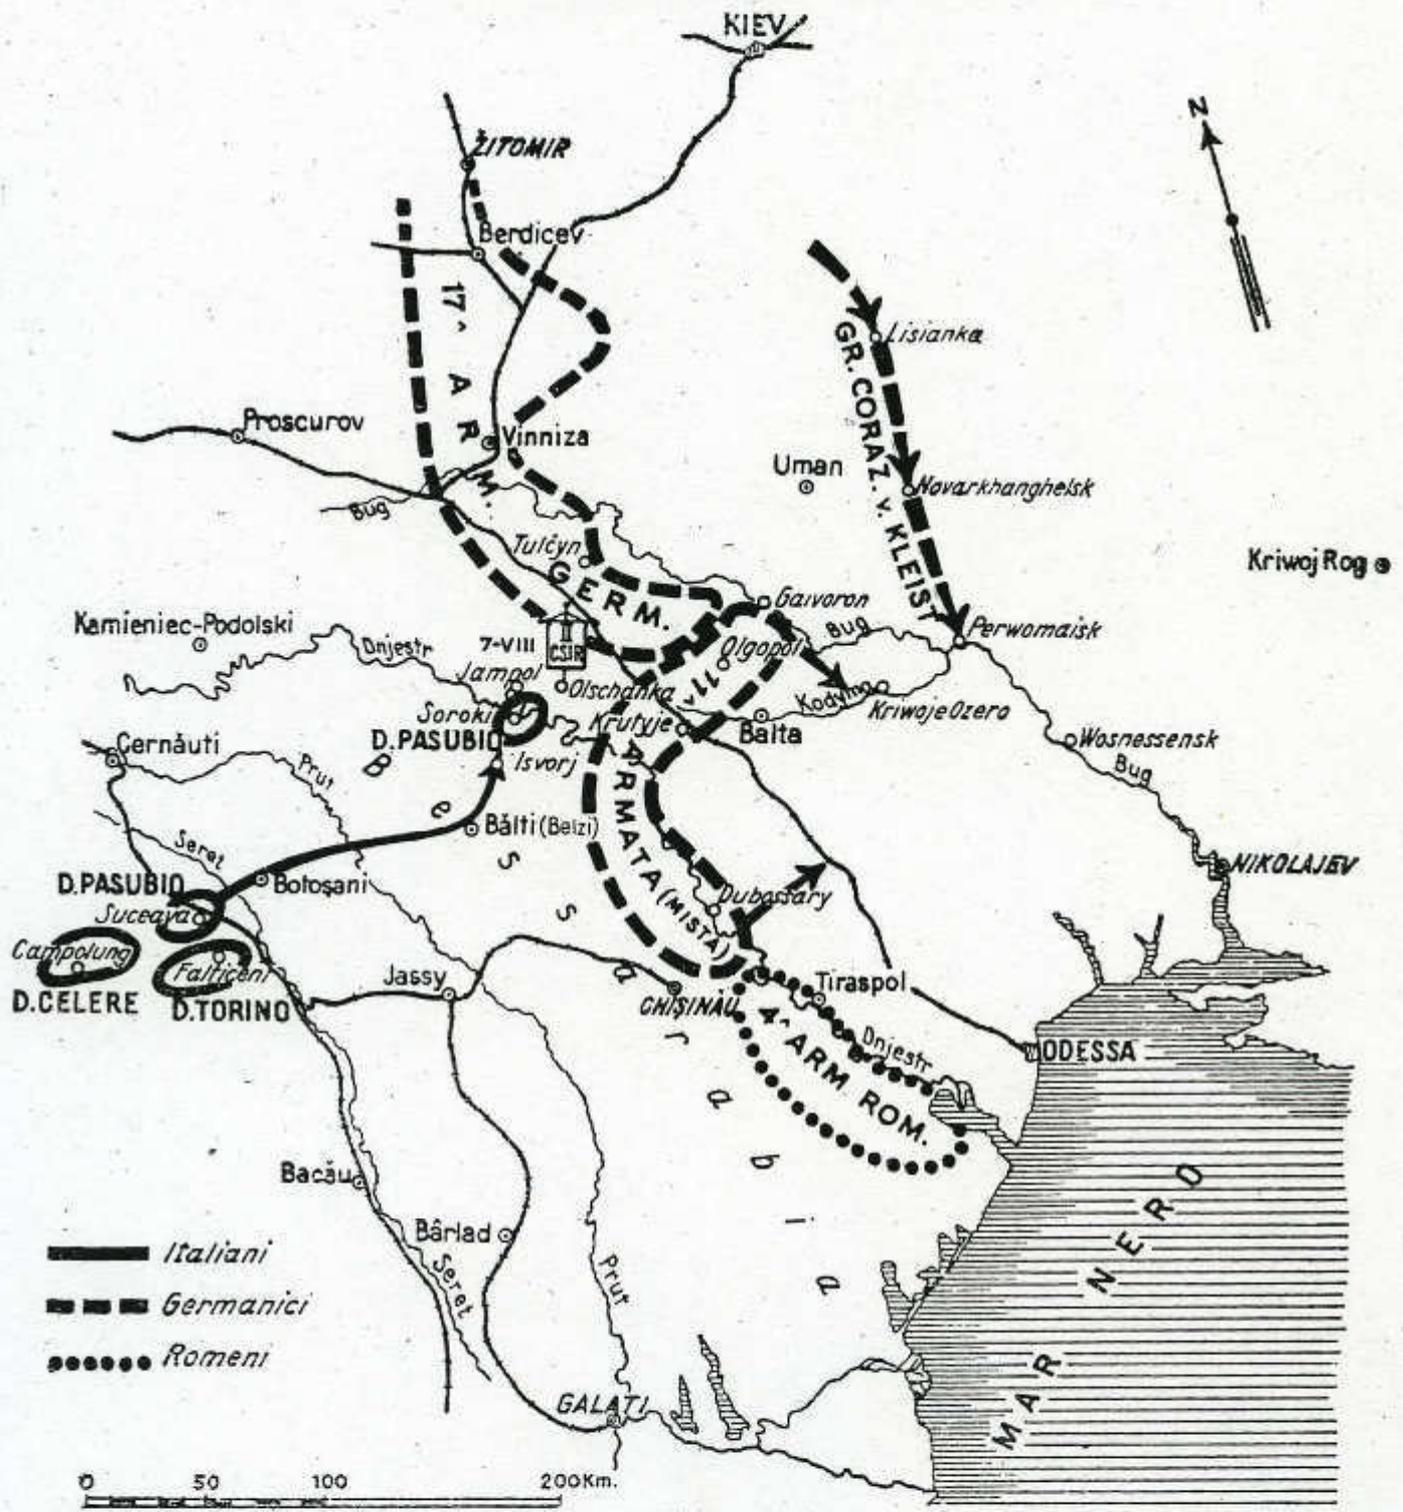 KIEV
N
ŽITOMIR
Berdicev
17^ ARM. GERM.
Lisianka
GR. CORAZ. v. KLEIST
Proscurov
Vinniza
Uman
Novarkhanghelsk
Bug
Tulčyn
Kriwoj Rog
Gaivoron
Kamieniec-Podolski
Dnjestr
7-VIII
CSIR
Olgopol
Bug
Perwomaisk
Jampol
Olschanka
11^ ARMATA (MISTA)
Kodyma
Kriwoje Ozero
Soroki
Krutyje
Balta
D. PASUBIO
Wosnessensk
Cernăuti
Prut
Isvorj
Bug
Bessarabia
Bălti (Belzi)
Seret
NIKOLAJEV
D. PASUBIO
Botoşani
Suceava
Dubossary
Campolung
Falticeni
Jassy
Tiraspol
D. CELERE
D. TORINO
CHIŞINĂU
4^ ARM. ROM.
Dnjestr
ODESSA
Bacău
Bârlad
MAR NERO
Italiani
Seret
Prut
Germanici
Romeni
GALATI
0 50 100 200 Km.